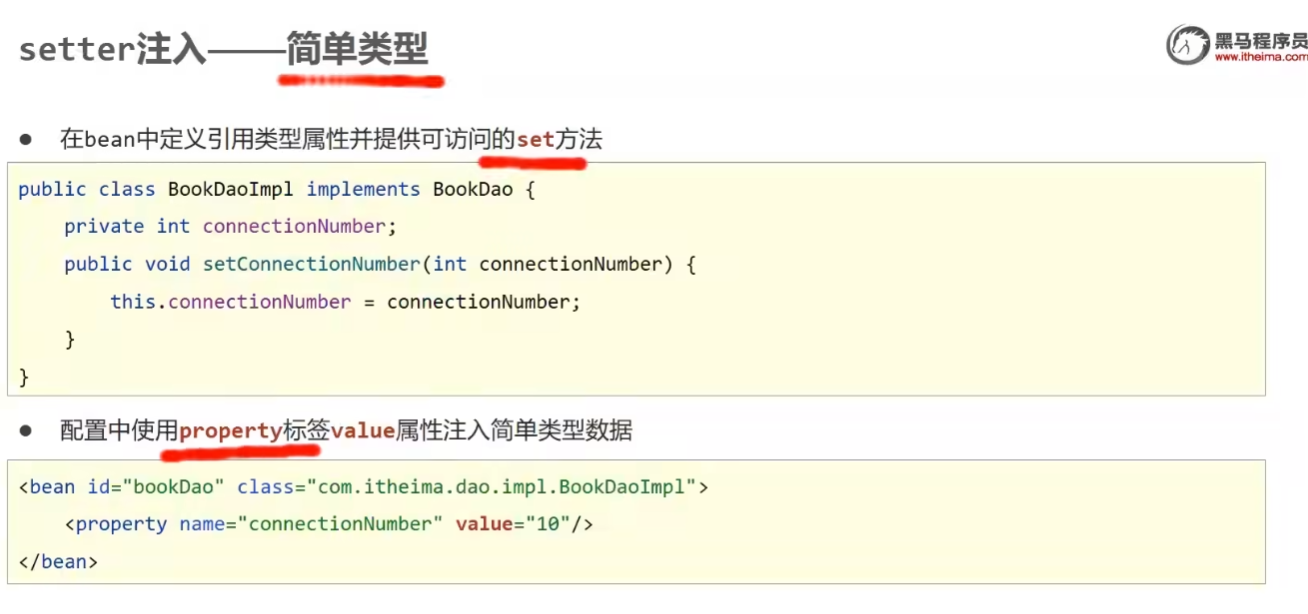 setter注入——简单类型
黑马程序员
www.itheima.com
● 在bean中定义引用类型属性并提供可访问的set方法
public class BookDaoImpl implements BookDao {
    private int connectionNumber;
    public void setConnectionNumber(int connectionNumber) {
        this.connectionNumber = connectionNumber;
    }
}
● 配置中使用property标签value属性注入简单类型数据
<bean id="bookDao" class="com.itheima.dao.impl.BookDaoImpl">
    <property name="connectionNumber" value="10"/>
</bean>